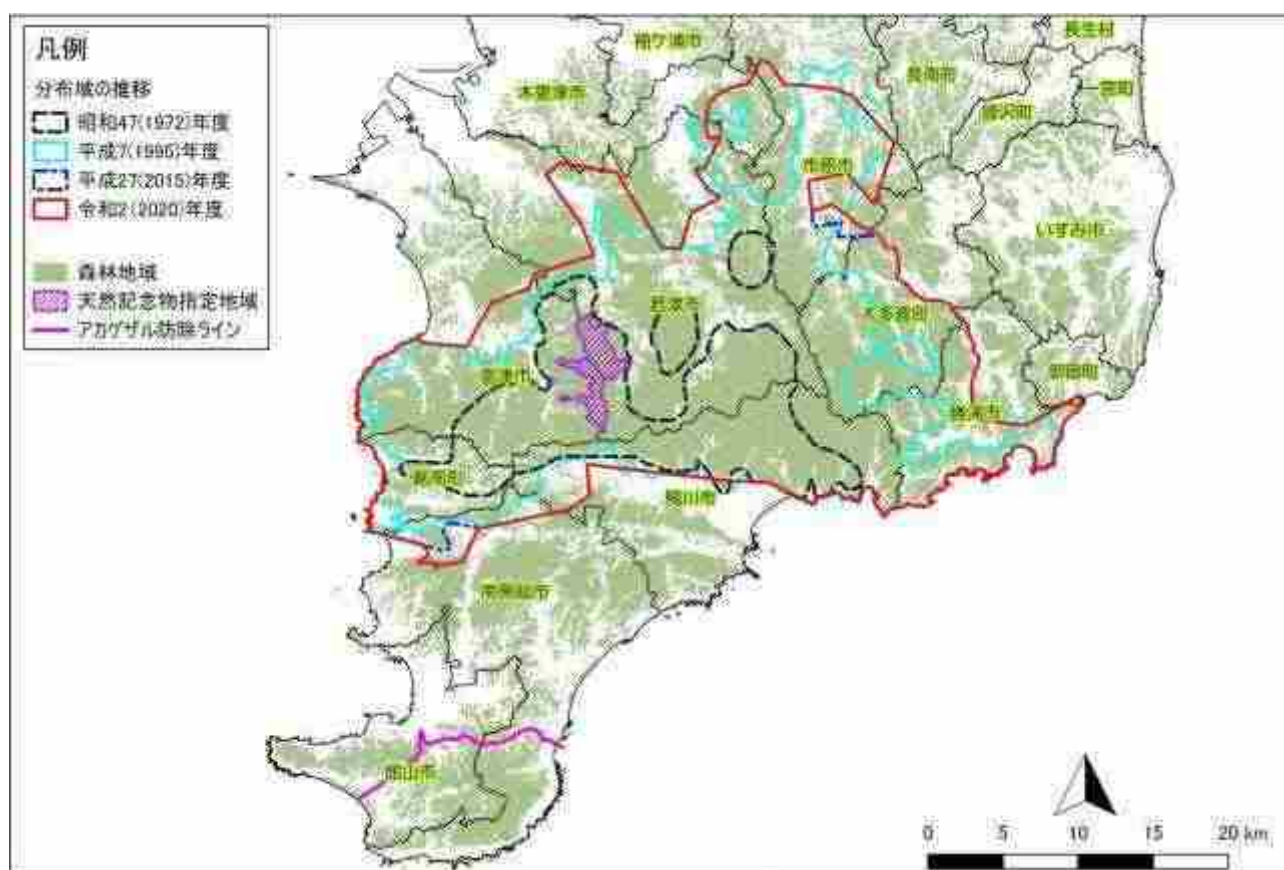 凡例
分布域の推移
昭和47(1972)年度
平成7(1995)年度
平成27(2015)年度
令和2(2020)年度
森林地域
天然記念物指定地域
アカゲザル防除ライン
袖ケ浦市
長生村
木更津市
長南町
睦沢町
一宮町
市原市
いすみ市
君津市
大多喜町
富津市
御宿町
勝浦市
鋸南町
鴨川市
南房総市
館山市
0 5 10 15 20 km